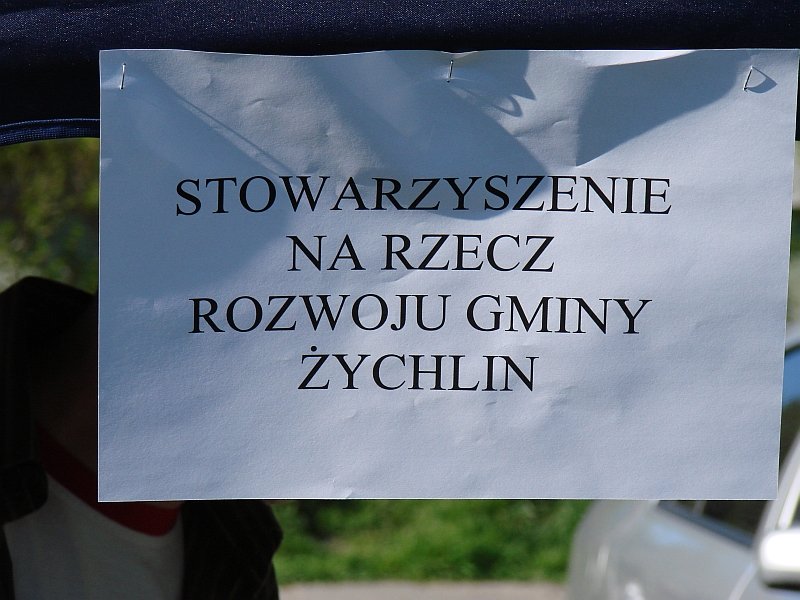 STOWARZYSZENIE
NA RZECZ
ROZWOJU GMINY
ŻYCHLIN